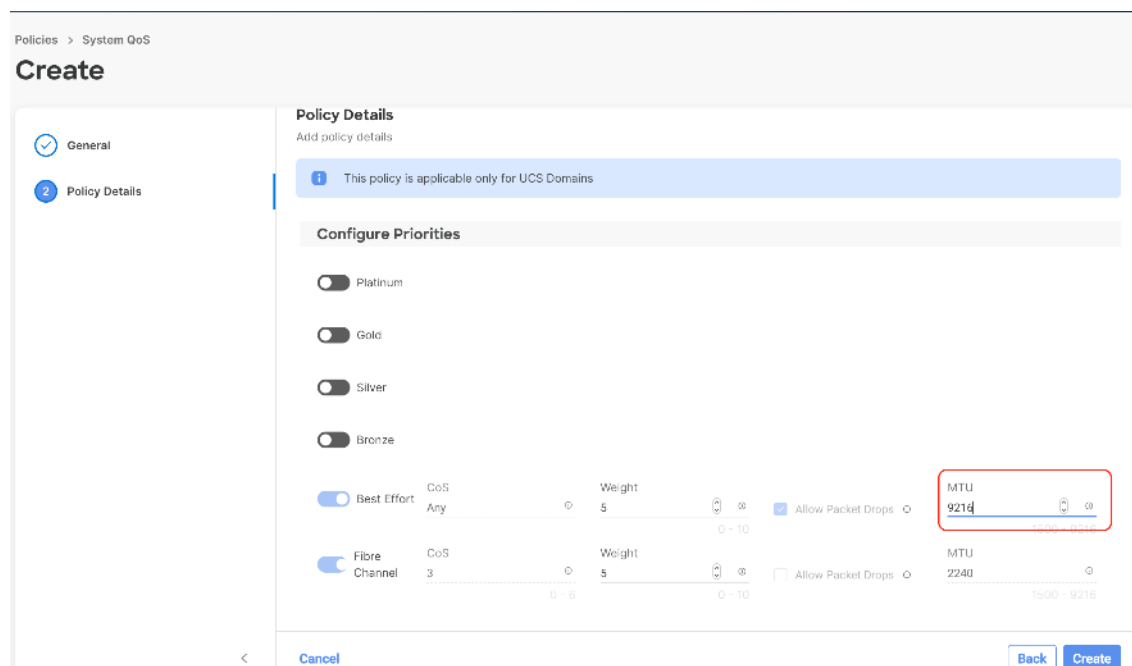 Policies > System QoS
Create
General
2 Policy Details
Policy Details
Add policy details
This policy is applicable only for UCS Domains
Configure Priorities
Platinum
Gold
Silver
Bronze
Best Effort
CoS
Any
Weight
5
0 - 10
Allow Packet Drops
MTU
9216
1500 - 9216
Fibre
Channel
CoS
3
0 - 6
Weight
5
0 - 10
Allow Packet Drops
MTU
2240
1500 - 9216
Cancel
Back
Create